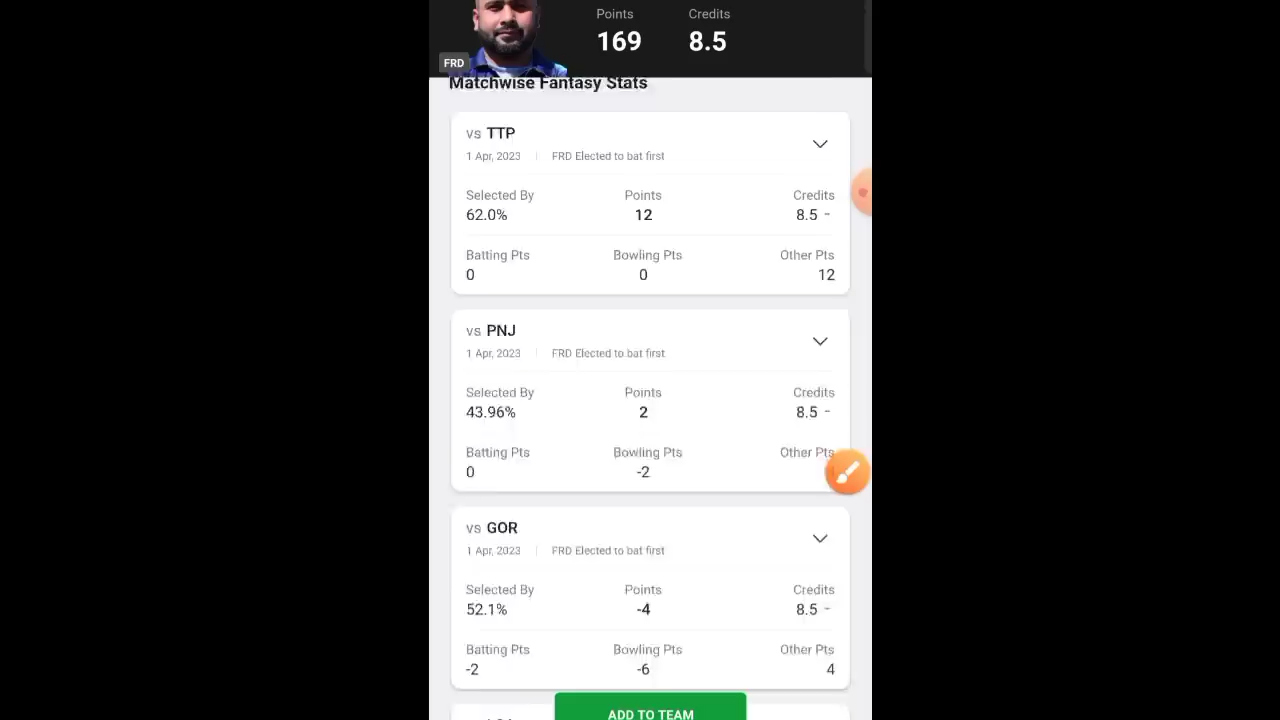 Points Credits
169 8.5
FRD
Matchwise Fantasy Stats
vs TTP
1 Apr, 2023 FRD Elected to bat first
Selected By Points Credits
62.0% 12 8.5 -
Batting Pts Bowling Pts Other Pts
0 0 12
vs PNJ
1 Apr, 2023 FRD Elected to bat first
Selected By Points Credits
43.96% 2 8.5 -
Batting Pts Bowling Pts Other Pts
0 -2
vs GOR
1 Apr, 2023 FRD Elected to bat first
Selected By Points Credits
52.1% -4 8.5 -
Batting Pts Bowling Pts Other Pts
-2 -6 4
ADD TO TEAM